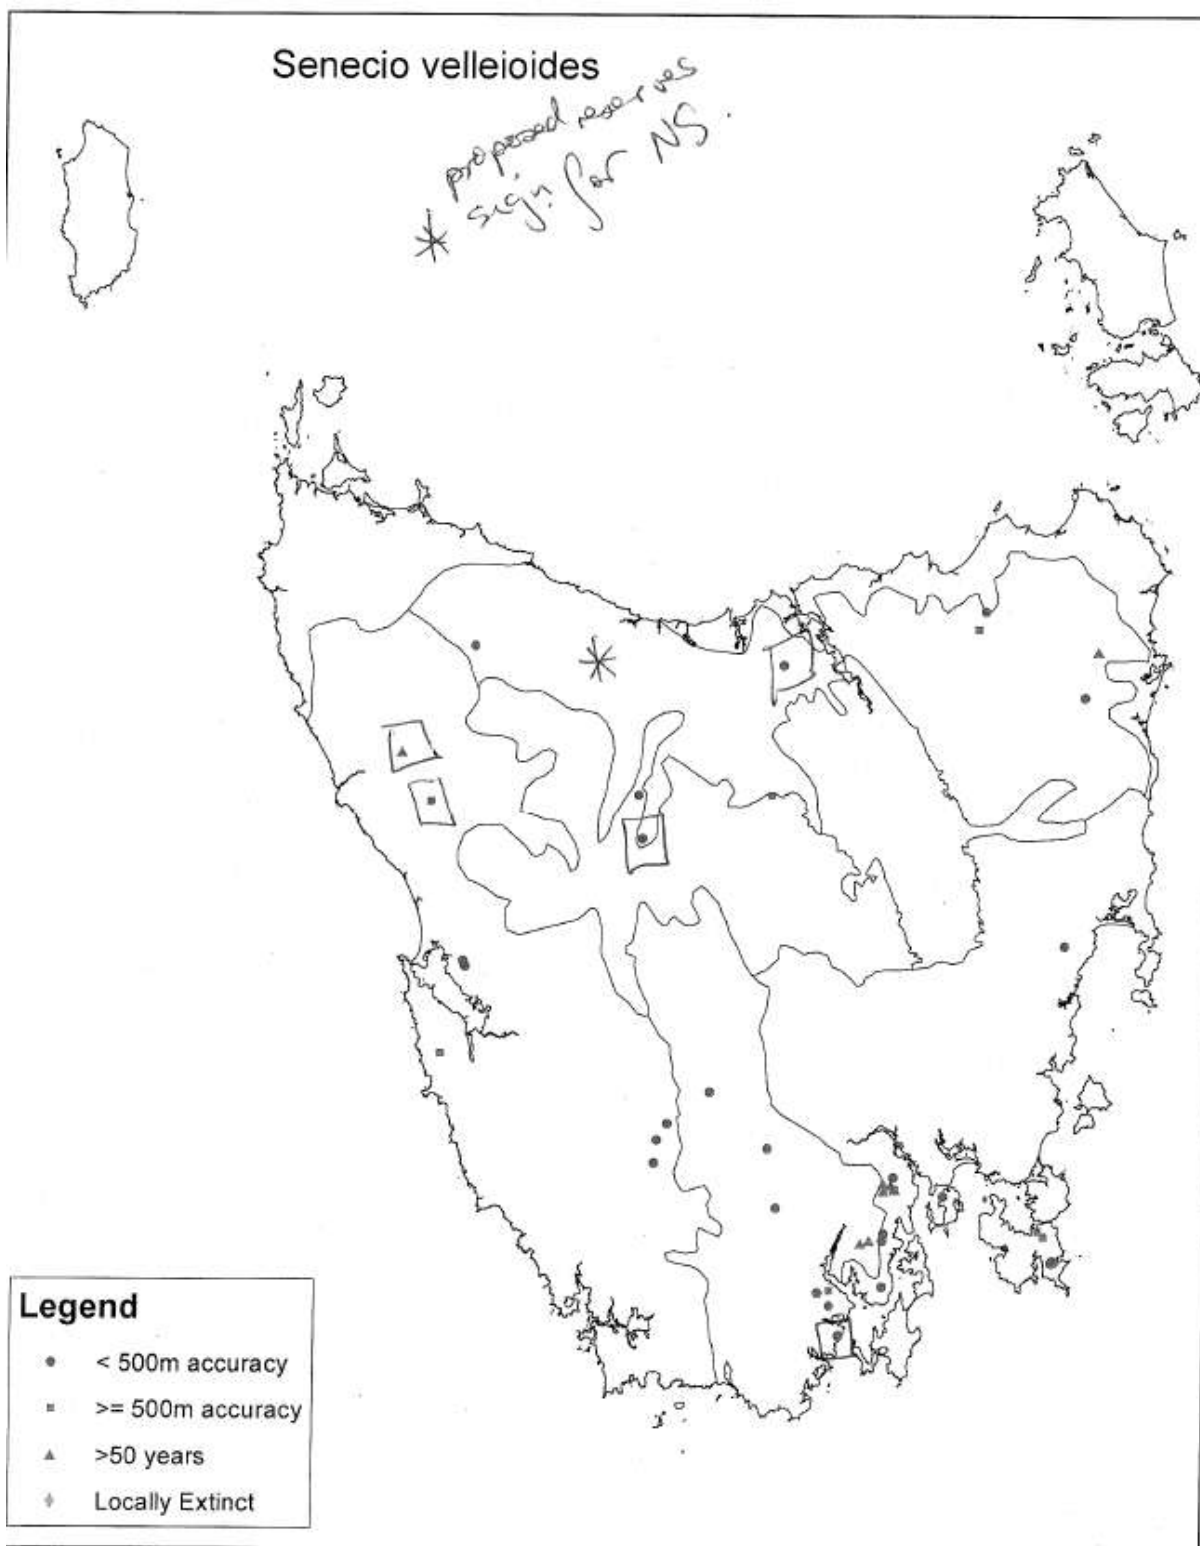 Senecio velleioides
proposed reserves
sign for NS.
Legend
< 500m accuracy
>= 500m accuracy
>50 years
Locally Extinct